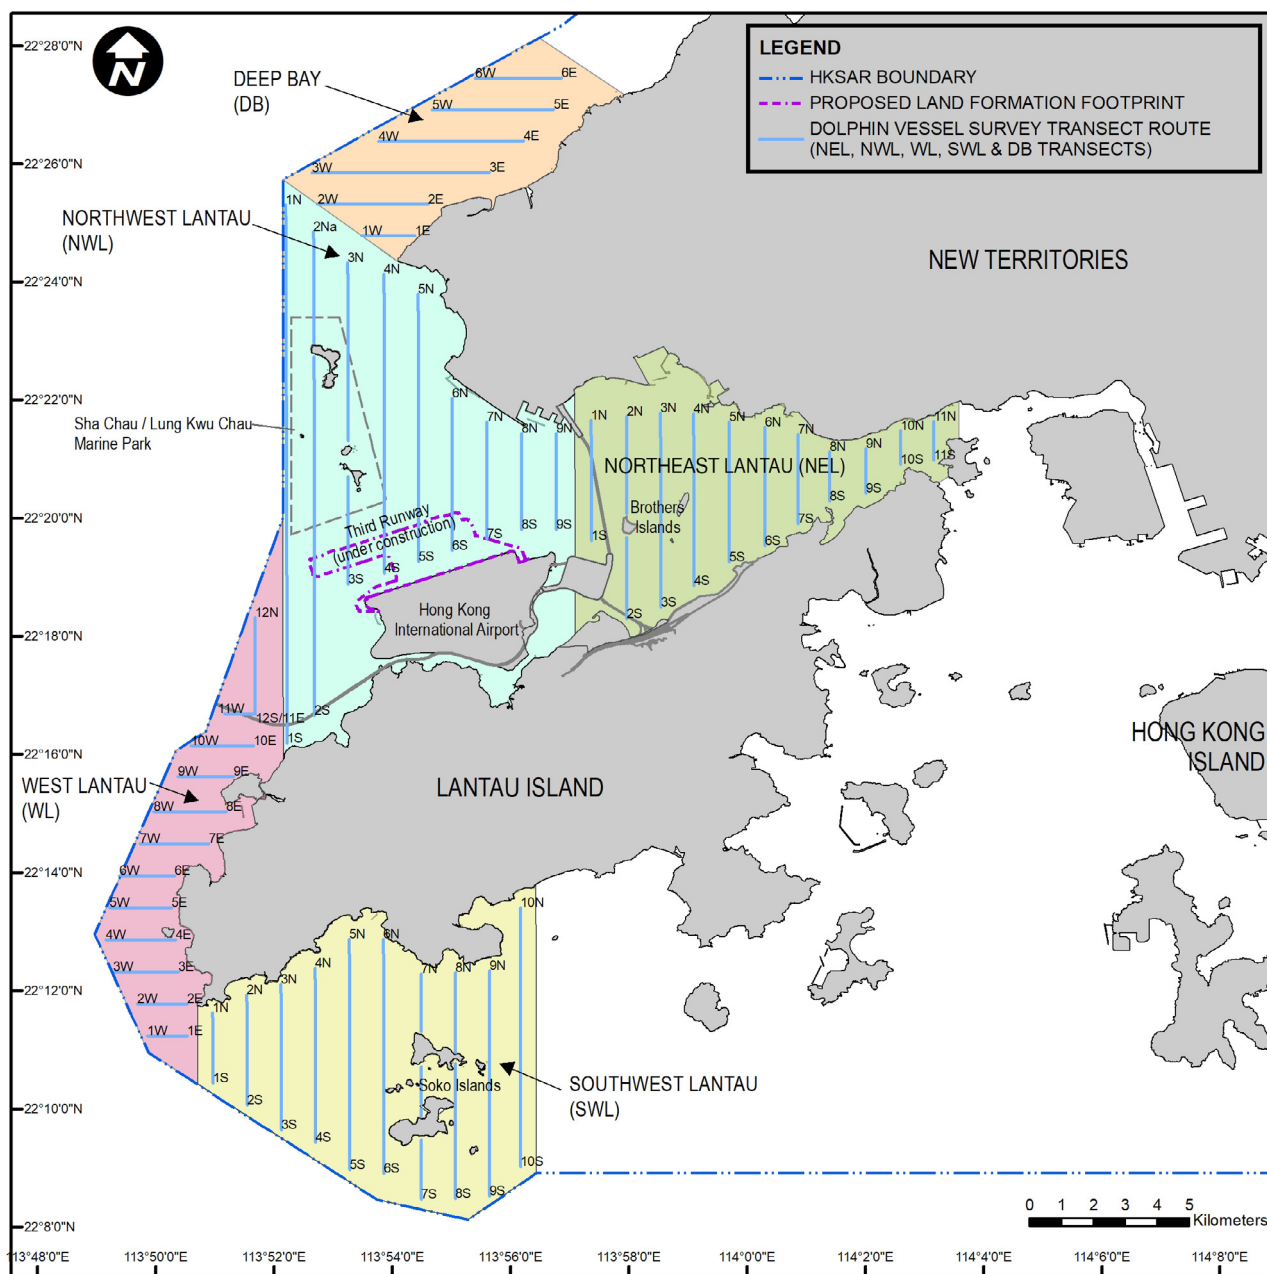 22°28'0"N
22°26'0"N
22°24'0"N
22°22'0"N
22°20'0"N
22°18'0"N
22°16'0"N
22°14'0"N
22°12'0"N
22°10'0"N
22°8'0"N
N
LEGEND
HKSAR BOUNDARY
PROPOSED LAND FORMATION FOOTPRINT
DOLPHIN VESSEL SURVEY TRANSECT ROUTE
(NEL, NWL, WL, SWL & DB TRANSECTS)
DEEP BAY
(DB)
6W 6E
5W 5E
4W 4E
3W 3E
2W 2E
1W 1E
NORTHWEST LANTAU
(NWL)
1N
2Na
3N
4N
5N
6N
7N
8N
9N
NEW TERRITORIES
Sha Chau / Lung Kwu Chau
Marine Park
1N
2N
3N
4N
5N
6N
7N
8N
9N
10N
11N
NORTHEAST LANTAU (NEL)
Brothers
Islands
1S
2S
3S
4S
5S
6S
7S
8S
9S
10S
11S
Third Runway
(under construction)
1S
2S
3S
4S
5S
6S
7S
8S
9S
Hong Kong
International Airport
12N
11W 12S/11E
10W 10E
9W 9E
8W 8E
7W 7E
6W 6E
5W 5E
4W 4E
3W 3E
2W 2E
1W 1E
WEST LANTAU
(WL)
LANTAU ISLAND
HONG KONG
ISLAND
1N
2N
3N
4N
5N
6N
7N
8N
9N
10N
Soko Islands
SOUTHWEST LANTAU
(SWL)
1S
2S
3S
4S
5S
6S
7S
8S
9S
10S
0 1 2 3 4 5
Kilometers
113°48'0"E 113°50'0"E 113°52'0"E 113°54'0"E 113°56'0"E 113°58'0"E 114°0'0"E 114°2'0"E 114°4'0"E 114°6'0"E 114°8'0"E